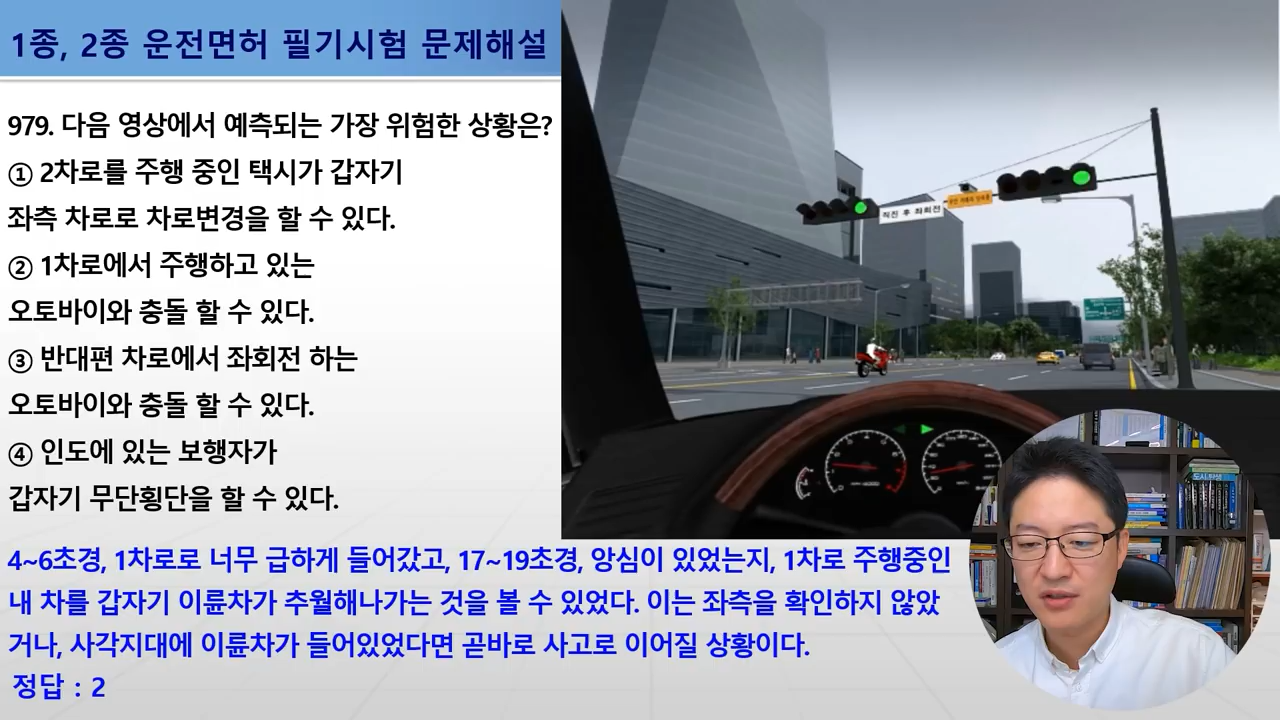 1종, 2종 운전면허 필기시험 문제해설
979. 다음 영상에서 예측되는 가장 위험한 상황은?
① 2차로를 주행 중인 택시가 갑자기
좌측 차로로 차로변경을 할 수 있다.
② 1차로에서 주행하고 있는
오토바이와 충돌 할 수 있다.
③ 반대편 차로에서 좌회전 하는
오토바이와 충돌 할 수 있다.
④ 인도에 있는 보행자가
갑자기 무단횡단을 할 수 있다.
직진 후 좌회전
4~6초경, 1차로로 너무 급하게 들어갔고, 17~19초경, 앙심이 있었는지, 1차로 주행중인
내 차를 갑자기 이륜차가 추월해나가는 것을 볼 수 있었다. 이는 좌측을 확인하지 않았
거나, 사각지대에 이륜차가 들어있었다면 곧바로 사고로 이어질 상황이다.
정답 : 2